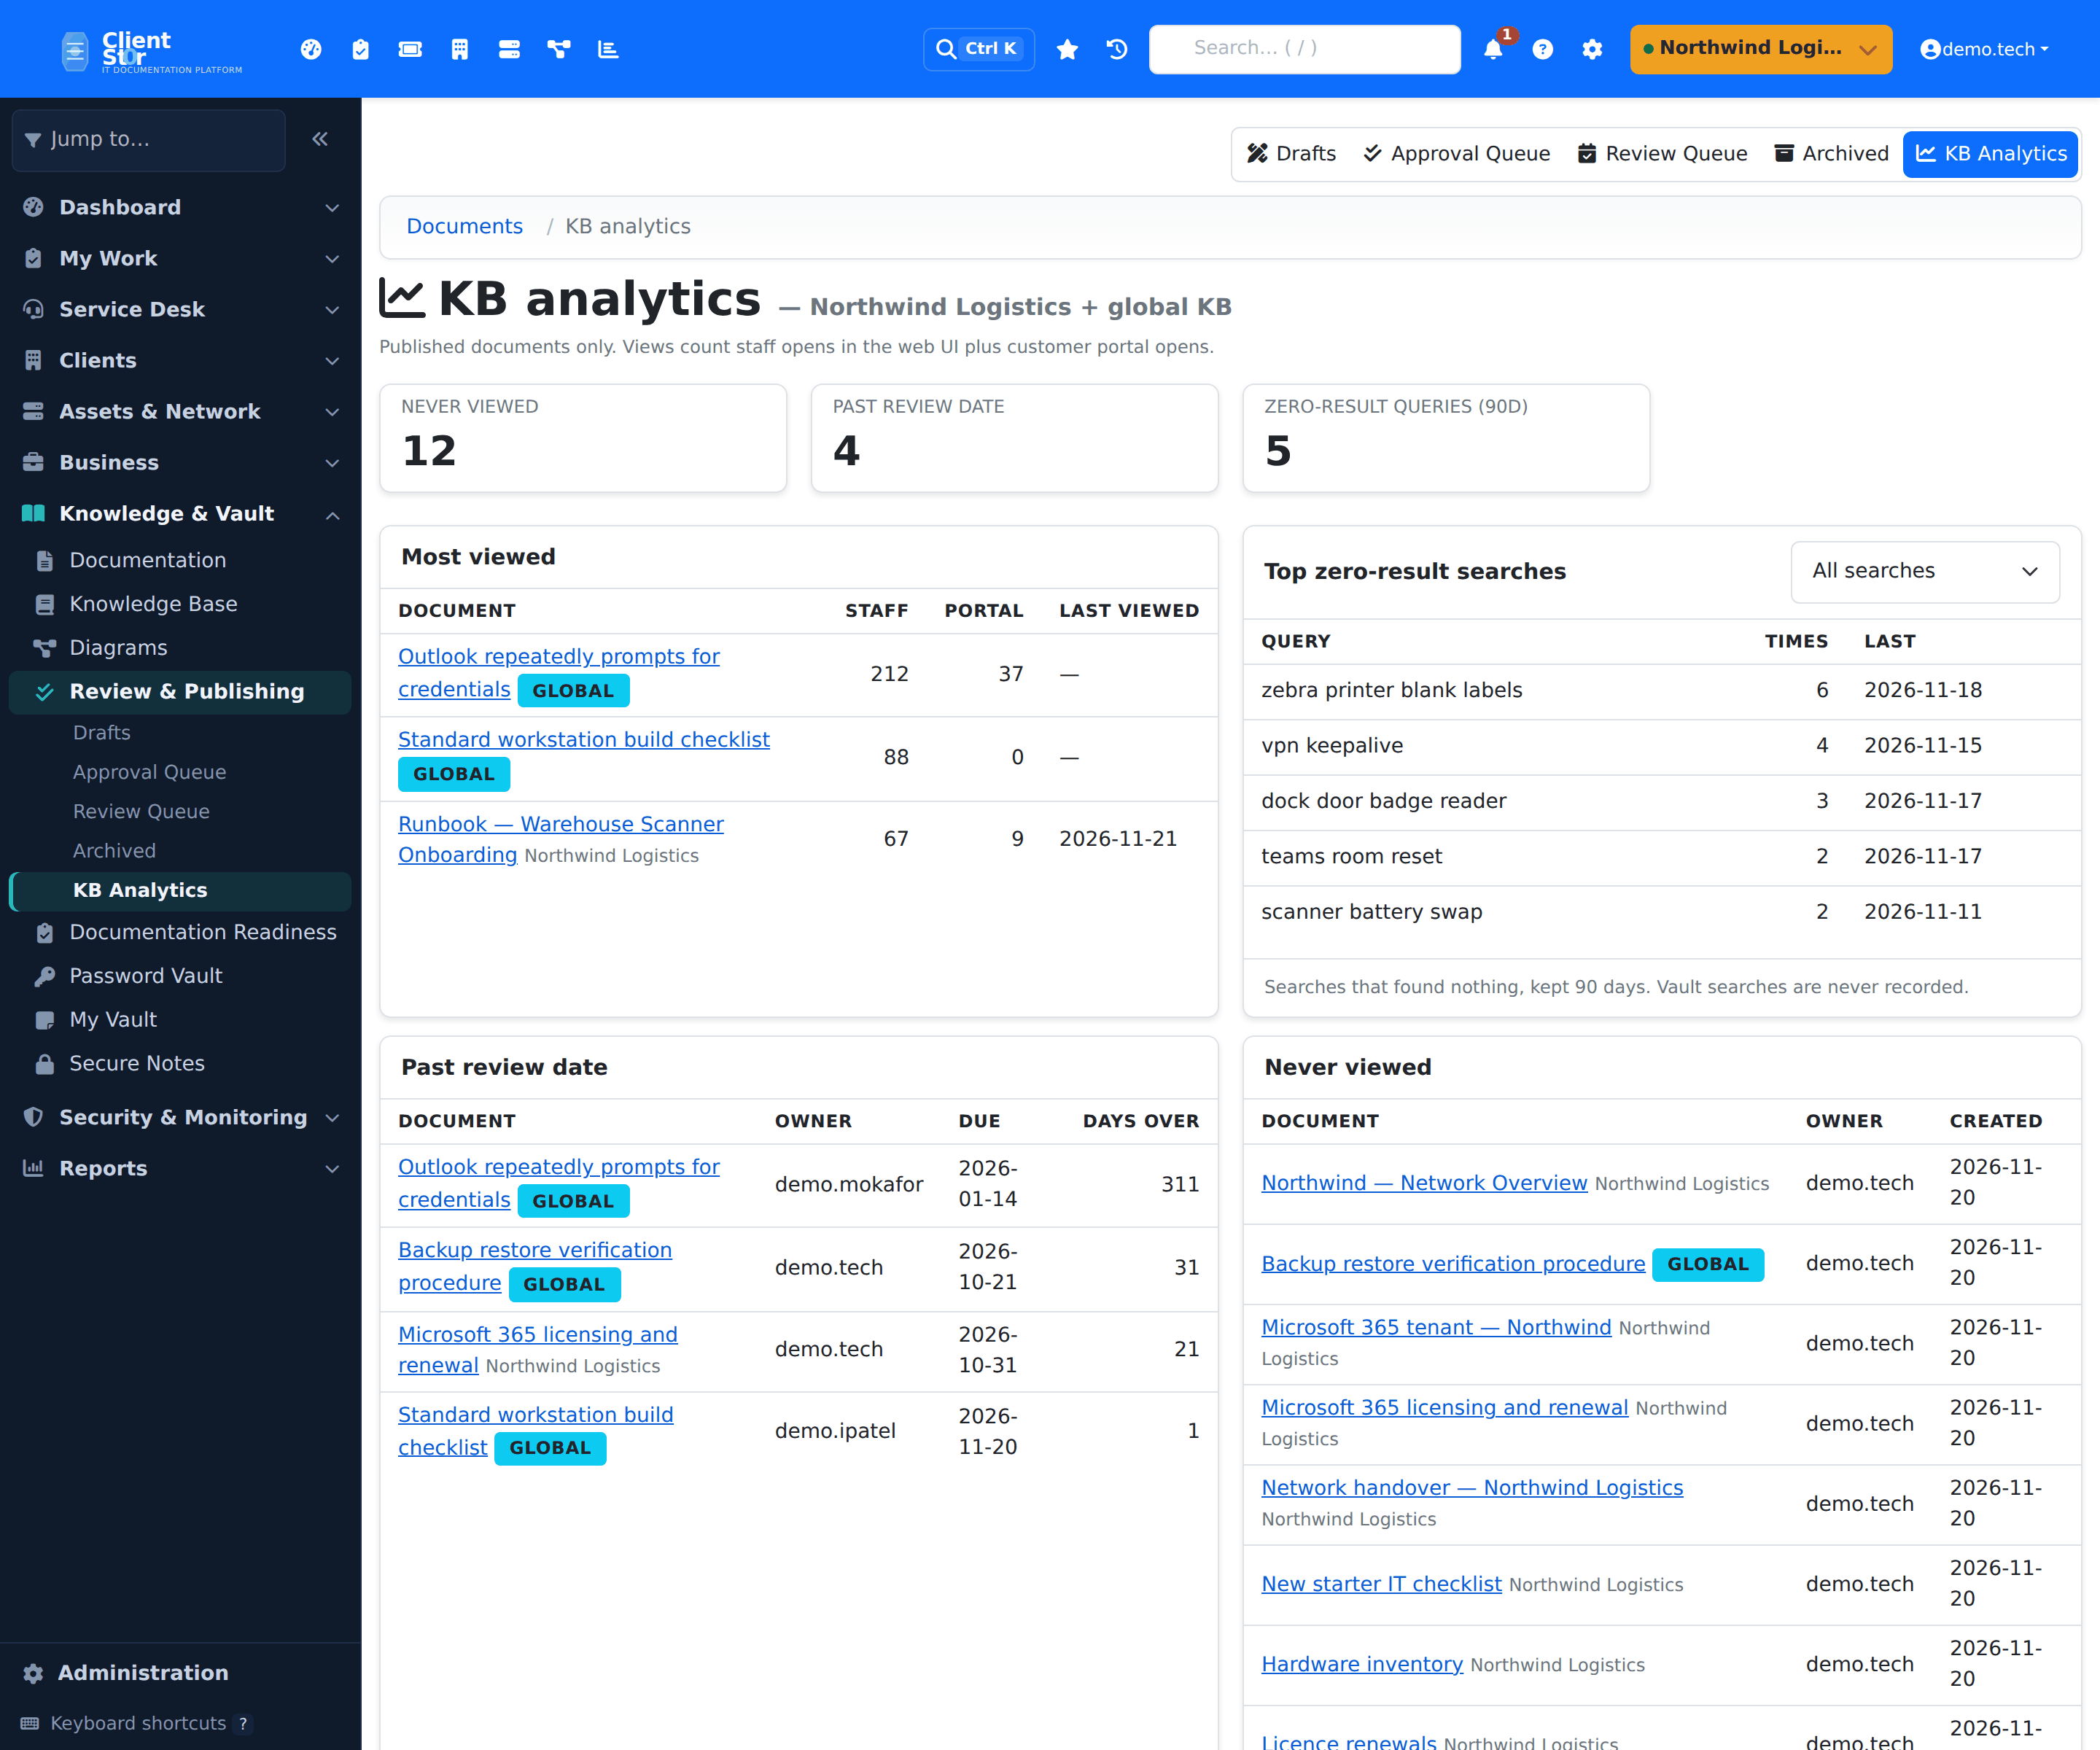 Client
St0r
IT DOCUMENTATION PLATFORM
Ctrl K
Search... ( / )
1
Northwind Logi...
demo.tech
Jump to...
Dashboard
My Work
Service Desk
Clients
Assets & Network
Business
Knowledge & Vault
Documentation
Knowledge Base
Diagrams
Review & Publishing
Drafts
Approval Queue
Review Queue
Archived
KB Analytics
Documentation Readiness
Password Vault
My Vault
Secure Notes
Security & Monitoring
Reports
Administration
Keyboard shortcuts ?
Drafts Approval Queue Review Queue Archived KB Analytics
Documents / KB analytics
KB analytics — Northwind Logistics + global KB
Published documents only. Views count staff opens in the web UI plus customer portal opens.
NEVER VIEWED
12
PAST REVIEW DATE
4
ZERO-RESULT QUERIES (90D)
5
Most viewed
DOCUMENT STAFF PORTAL LAST VIEWED
Outlook repeatedly prompts for
credentials GLOBAL 212 37 —
Standard workstation build checklist
GLOBAL 88 0 —
Runbook — Warehouse Scanner
Onboarding Northwind Logistics 67 9 2026-11-21
Top zero-result searches All searches
QUERY TIMES LAST
zebra printer blank labels 6 2026-11-18
vpn keepalive 4 2026-11-15
dock door badge reader 3 2026-11-17
teams room reset 2 2026-11-17
scanner battery swap 2 2026-11-11
Searches that found nothing, kept 90 days. Vault searches are never recorded.
Past review date
DOCUMENT OWNER DUE DAYS OVER
Outlook repeatedly prompts for
credentials GLOBAL demo.mokafor 2026-
01-14 311
Backup restore verification
procedure GLOBAL demo.tech 2026-
10-21 31
Microsoft 365 licensing and
renewal Northwind Logistics demo.tech 2026-
10-31 21
Standard workstation build
checklist GLOBAL demo.ipatel 2026-
11-20 1
Never viewed
DOCUMENT OWNER CREATED
Northwind — Network Overview Northwind Logistics demo.tech 2026-11-
20
Backup restore verification procedure GLOBAL demo.tech 2026-11-
20
Microsoft 365 tenant — Northwind Northwind
Logistics demo.tech 2026-11-
20
Microsoft 365 licensing and renewal Northwind
Logistics demo.tech 2026-11-
20
Network handover — Northwind Logistics
Northwind Logistics demo.tech 2026-11-
20
New starter IT checklist Northwind Logistics demo.tech 2026-11-
20
Hardware inventory Northwind Logistics demo.tech 2026-11-
20
Licence renewals Northwind Logistics demo.tech 2026-11-